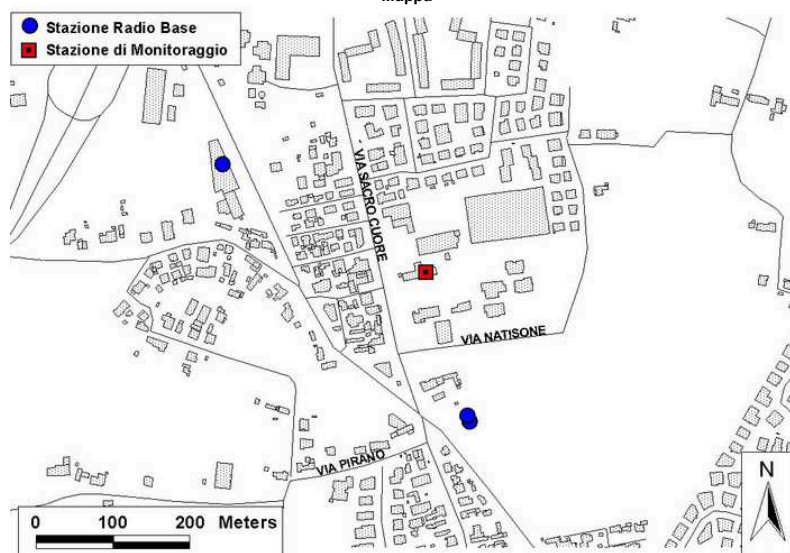 Mappa
Stazione Radio Base
Stazione di Monitoraggio
VIA SACRO CUORE
VIA NATISONE
VIA PIRANO
N
0 100 200 Meters